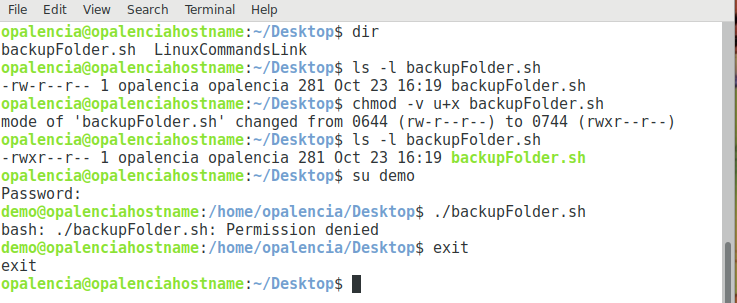 File Edit View Search Terminal Help
opalencia@opalenciahostname:~/Desktop$ dir
backupFolder.sh  LinuxCommandsLink
opalencia@opalenciahostname:~/Desktop$ ls -l backupFolder.sh
-rw-r--r-- 1 opalencia opalencia 281 Oct 23 16:19 backupFolder.sh
opalencia@opalenciahostname:~/Desktop$ chmod -v u+x backupFolder.sh
mode of 'backupFolder.sh' changed from 0644 (rw-r--r--) to 0744 (rwxr--r--)
opalencia@opalenciahostname:~/Desktop$ ls -l backupFolder.sh
-rwxr--r-- 1 opalencia opalencia 281 Oct 23 16:19 backupFolder.sh
opalencia@opalenciahostname:~/Desktop$ su demo
Password:
demo@opalenciahostname:/home/opalencia/Desktop$ ./backupFolder.sh
bash: ./backupFolder.sh: Permission denied
demo@opalenciahostname:/home/opalencia/Desktop$ exit
exit
opalencia@opalenciahostname:~/Desktop$